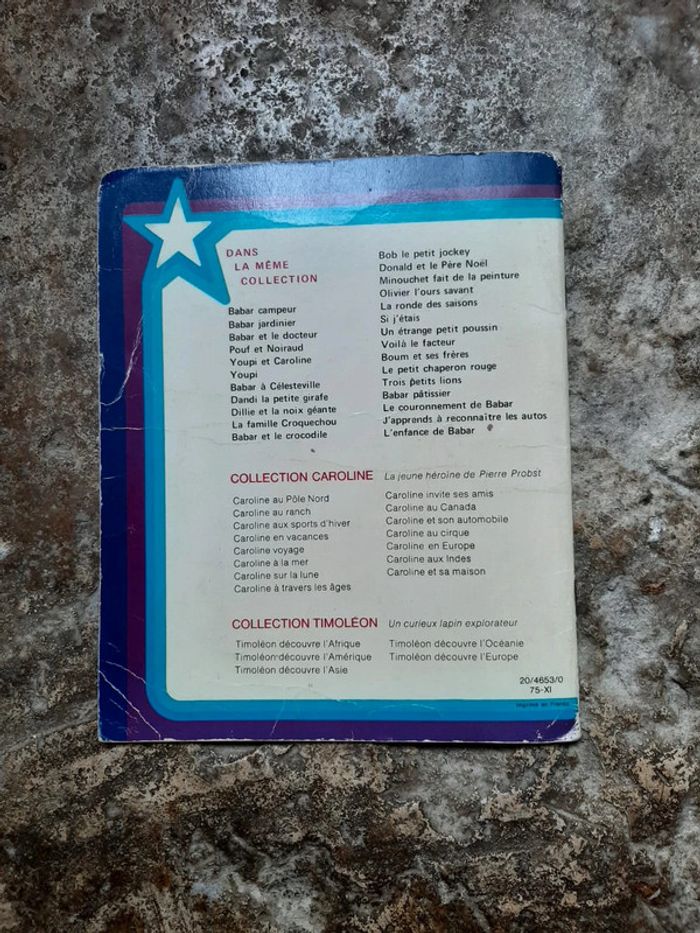 DANS
LA MÊME
COLLECTION
Babar campeur
Babar jardinier
Babar et le docteur
Pouf et Noiraud
Youpi et Caroline
Youpi
Babar à Célesteville
Dandi la petite girafe
Dillie et la noix géante
La famille Croquechou
Babar et le crocodile
Bob le petit jockey
Donald et le Père Noël
Minouchet fait de la peinture
Olivier l'ours savant
La ronde des saisons
Si j'étais
Un étrange petit poussin
Voilà le facteur
Boum et ses frères
Le petit chaperon rouge
Trois petits lions
Babar pâtissier
Le couronnement de Babar
J'apprends à reconnaître les autos
L'enfance de Babar
COLLECTION CAROLINE La jeune héroïne de Pierre Probst
Caroline au Pôle Nord
Caroline au ranch
Caroline aux sports d'hiver
Caroline en vacances
Caroline voyage
Caroline à la mer
Caroline sur la lune
Caroline à travers les âges
Caroline invite ses amis
Caroline au Canada
Caroline et son automobile
Caroline au cirque
Caroline en Europe
Caroline aux Indes
Caroline et sa maison
COLLECTION TIMOLÉON Un curieux lapin explorateur
Timoléon découvre l'Afrique
Timoléon découvre l'Amérique
Timoléon découvre l'Asie
Timoléon découvre l'Océanie
Timoléon découvre l'Europe
20/4653/0
75-XI
Imprimé en France